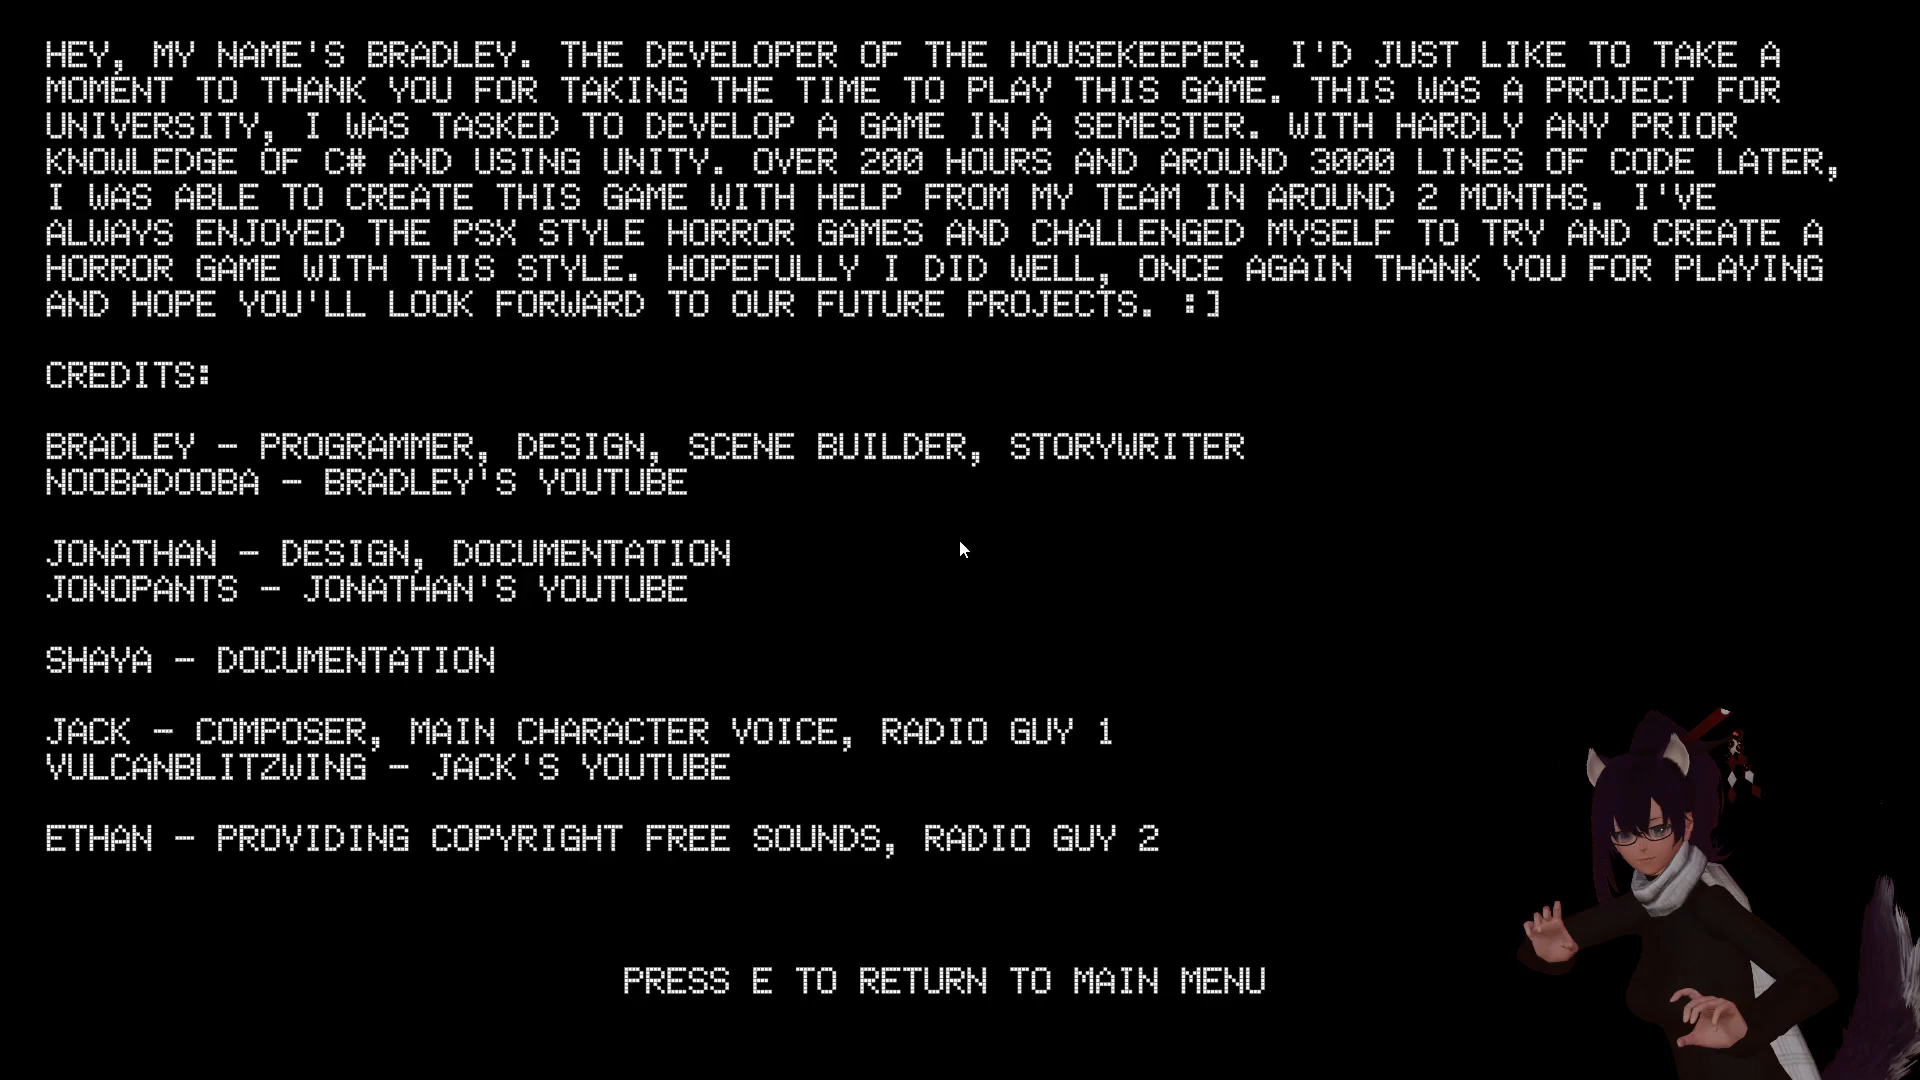 HEY, MY NAME'S BRADLEY. THE DEVELOPER OF THE HOUSEKEEPER. I'D JUST LIKE TO TAKE A
MOMENT TO THANK YOU FOR TAKING THE TIME TO PLAY THIS GAME. THIS WAS A PROJECT FOR
UNIVERSITY, I WAS TASKED TO DEVELOP A GAME IN A SEMESTER. WITH HARDLY ANY PRIOR
KNOWLEDGE OF C# AND USING UNITY. OVER 200 HOURS AND AROUND 3000 LINES OF CODE LATER,
I WAS ABLE TO CREATE THIS GAME WITH HELP FROM MY TEAM IN AROUND 2 MONTHS. I'VE
ALWAYS ENJOYED THE PSX STYLE HORROR GAMES AND CHALLENGED MYSELF TO TRY AND CREATE A
HORROR GAME WITH THIS STYLE. HOPEFULLY I DID WELL, ONCE AGAIN THANK YOU FOR PLAYING
AND HOPE YOU'LL LOOK FORWARD TO OUR FUTURE PROJECTS. :]
CREDITS:
BRADLEY - PROGRAMMER, DESIGN, SCENE BUILDER, STORYWRITER
NOOBADOOBA - BRADLEY'S YOUTUBE
JONATHAN - DESIGN, DOCUMENTATION
JONOPANTS - JONATHAN'S YOUTUBE
SHAYA - DOCUMENTATION
JACK - COMPOSER, MAIN CHARACTER VOICE, RADIO GUY 1
VULCANBLITZWING - JACK'S YOUTUBE
ETHAN - PROVIDING COPYRIGHT FREE SOUNDS, RADIO GUY 2
PRESS E TO RETURN TO MAIN MENU